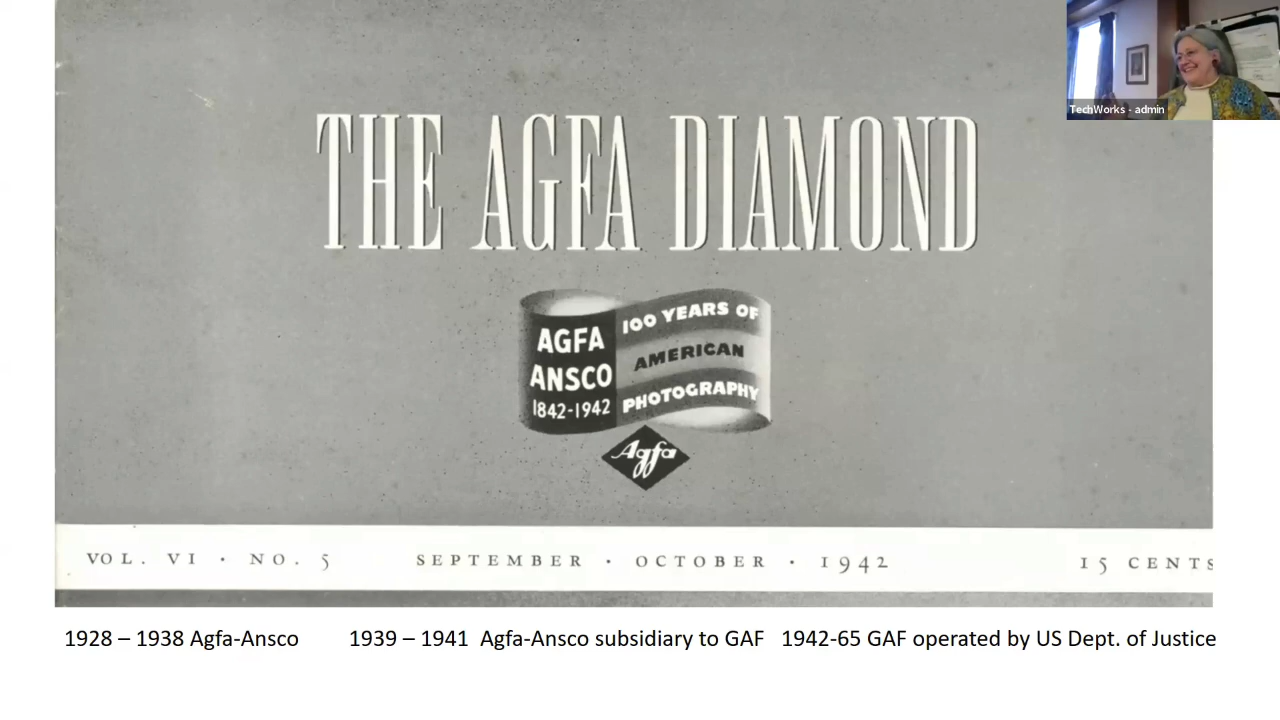 TechWorks - admin
THE AGFA DIAMOND
AGFA
ANSCO
1842-1942
100 YEARS OF
AMERICAN
PHOTOGRAPHY
Agfa
VOL. VI · NO. 5 SEPTEMBER · OCTOBER · 1942 15 CENTS
1928 – 1938 Agfa-Ansco 1939 – 1941 Agfa-Ansco subsidiary to GAF 1942-65 GAF operated by US Dept. of Justice